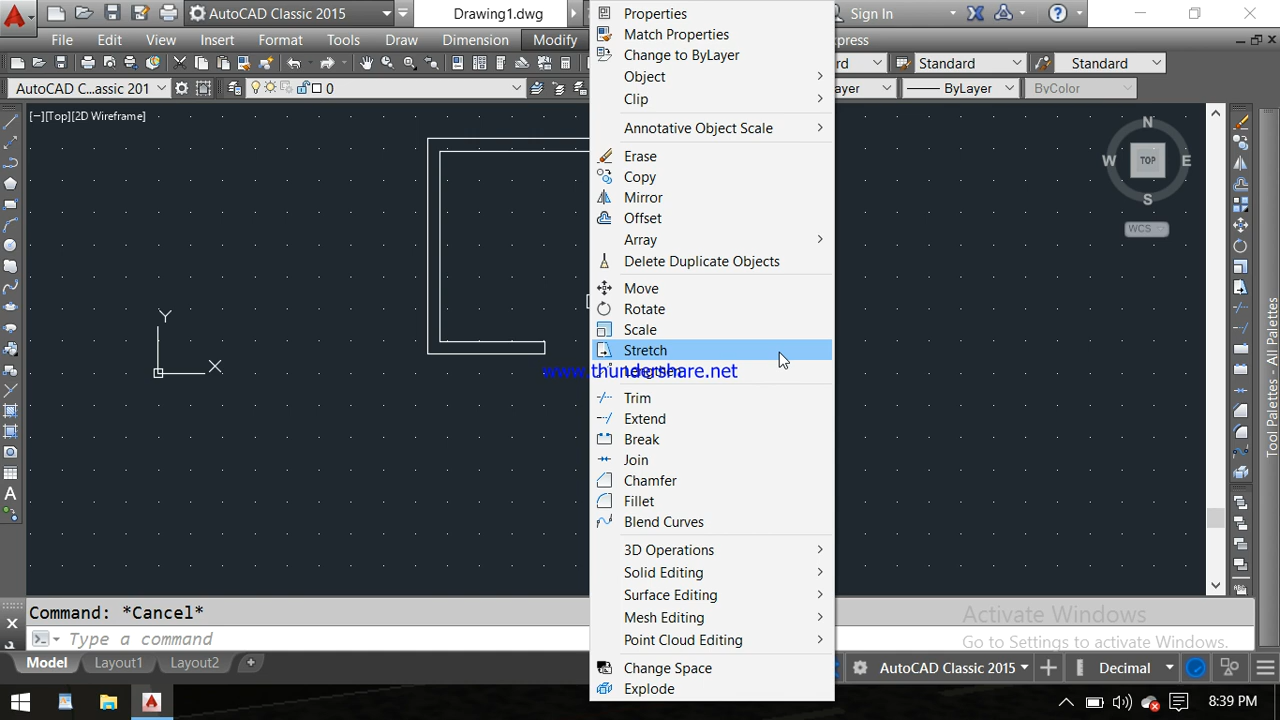 AutoCAD Classic 2015
Drawing1.dwg
Sign In
File Edit View Insert Format Tools Draw Dimension Modify
xpress
Standard
Standard
AutoCAD C...assic 201
0
ByLayer
ByColor
[−][Top][2D Wireframe]
Properties
Match Properties
Change to ByLayer
Object
Clip
Annotative Object Scale
Erase
Copy
Mirror
Offset
Array
Delete Duplicate Objects
Move
Rotate
Scale
Stretch
www.thundershare.net
Trim
Extend
Break
Join
Chamfer
Fillet
Blend Curves
3D Operations
Solid Editing
Surface Editing
Mesh Editing
Point Cloud Editing
Change Space
Explode
N
W TOP E
S
WCS
Y
X
Tool Palettes - All Palettes
Command: *Cancel*
Type a command
Activate Windows
Go to Settings to activate Windows.
Model Layout1 Layout2
AutoCAD Classic 2015
Decimal
8:39 PM